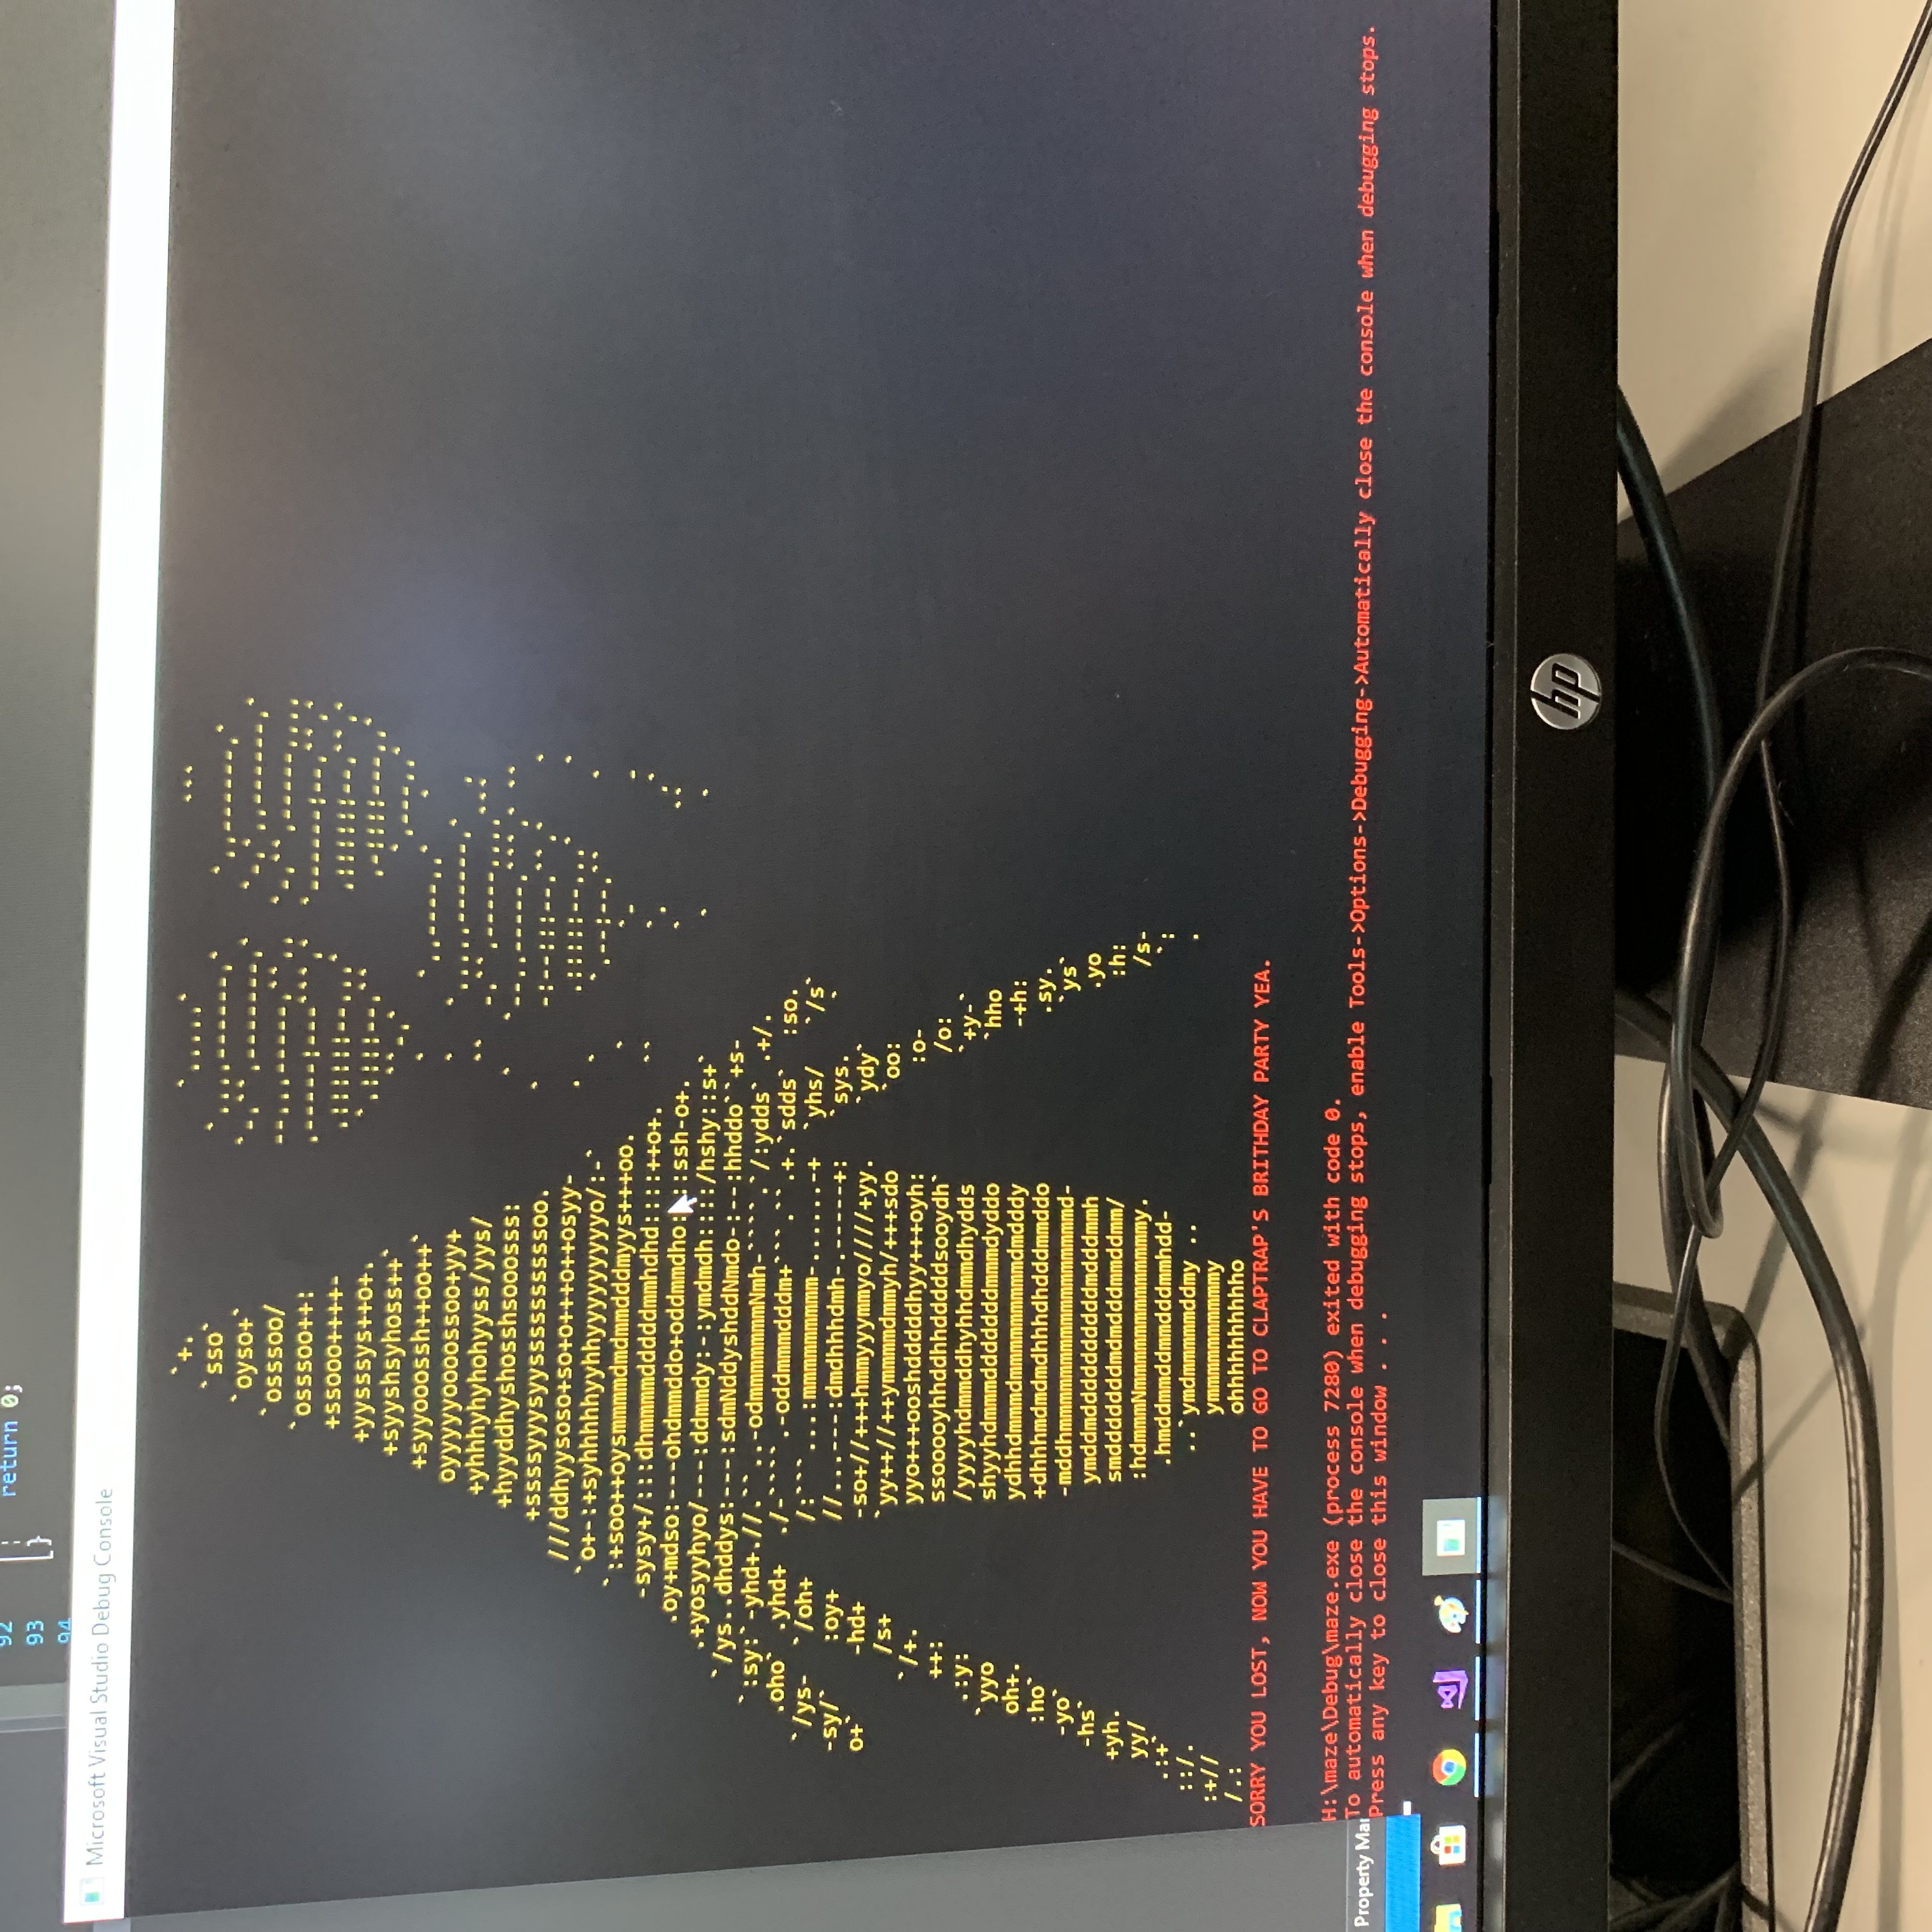 92 return 0;
93 }
94
Microsoft Visual Studio Debug Console
SORRY YOU LOST, NOW YOU HAVE TO GO TO CLAPTRAP'S BRITHDAY PARTY YEA.
H:\maze\Debug\maze.exe (process 7280) exited with code 0.
To automatically close the console when debugging stops, enable Tools->Options->Debugging->Automatically close the console when debugging stops.
Press any key to close this window . . .
Property Ma
hp